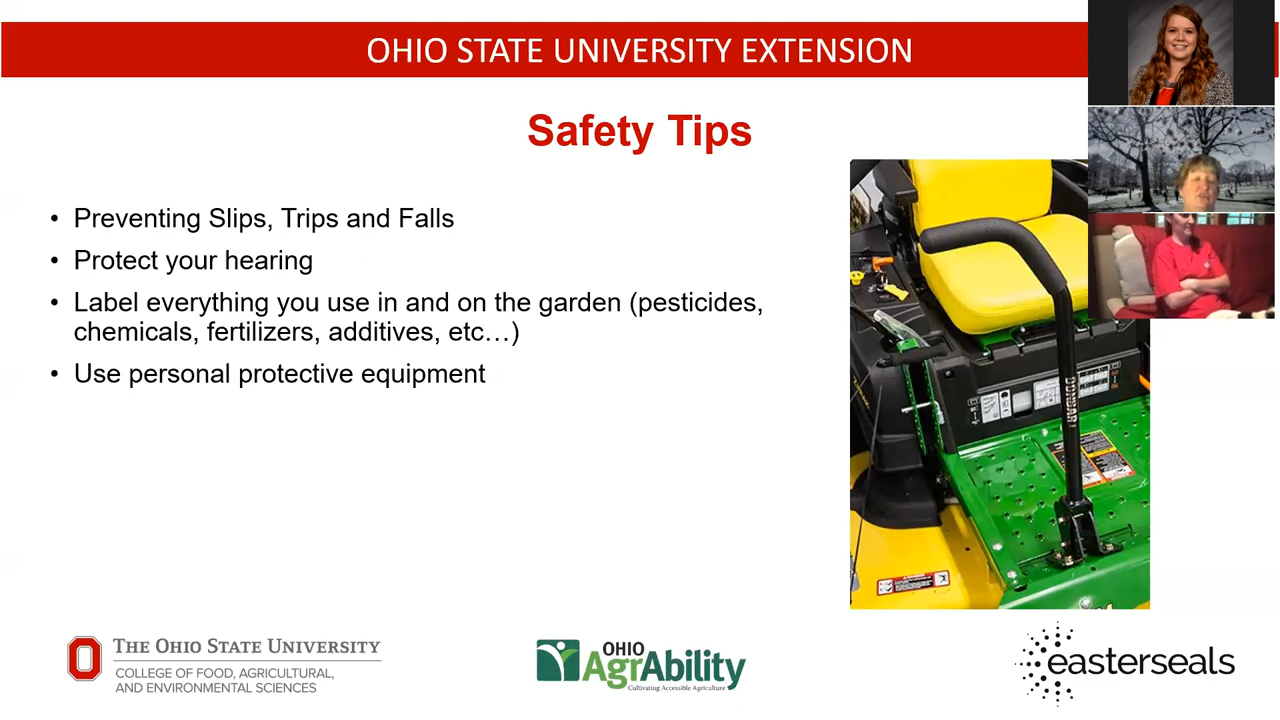 OHIO STATE UNIVERSITY EXTENSION
Safety Tips
• Preventing Slips, Trips and Falls
• Protect your hearing
• Label everything you use in and on the garden (pesticides,
chemicals, fertilizers, additives, etc…)
• Use personal protective equipment
THE OHIO STATE UNIVERSITY
COLLEGE OF FOOD, AGRICULTURAL,
AND ENVIRONMENTAL SCIENCES
OHIO
AgrAbility
Cultivating Accessible Agriculture
easterseals